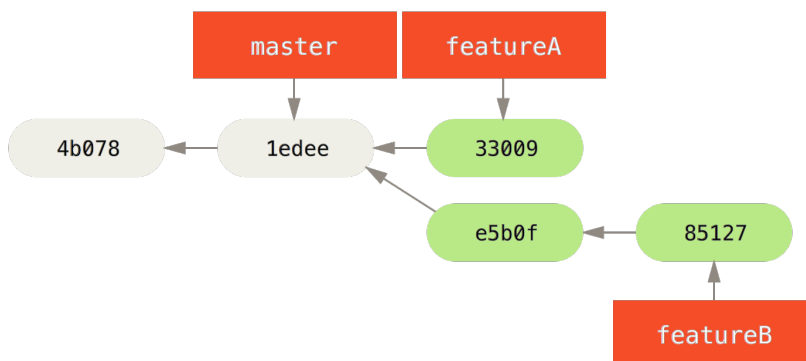 master
featureA
4b078
1edee
33009
e5b0f
85127
featureB